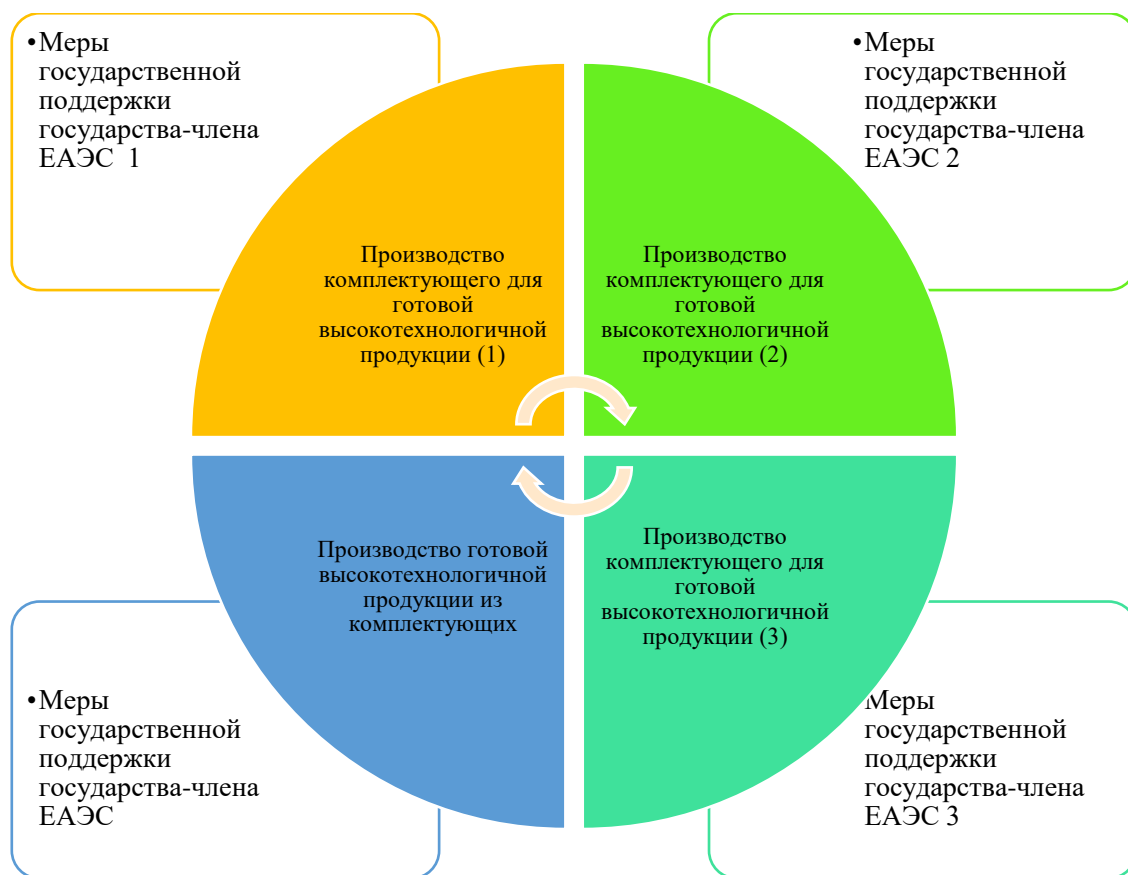 •Меры
государственной
поддержки
государства-члена
ЕАЭС  1
•Меры
государственной
поддержки
государства-члена
ЕАЭС 2
Производство
комплектующего для
готовой
высокотехнологичной
продукции (1)
Производство
комплектующего для
готовой
высокотехнологичной
продукции (2)
Производство готовой
высокотехнологичной
продукции из
комплектующих
Производство
комплектующего для
готовой
высокотехнологичной
продукции (3)
•Меры
государственной
поддержки
государства-члена
ЕАЭС
Меры
государственной
поддержки
государства-члена
ЕАЭС 3